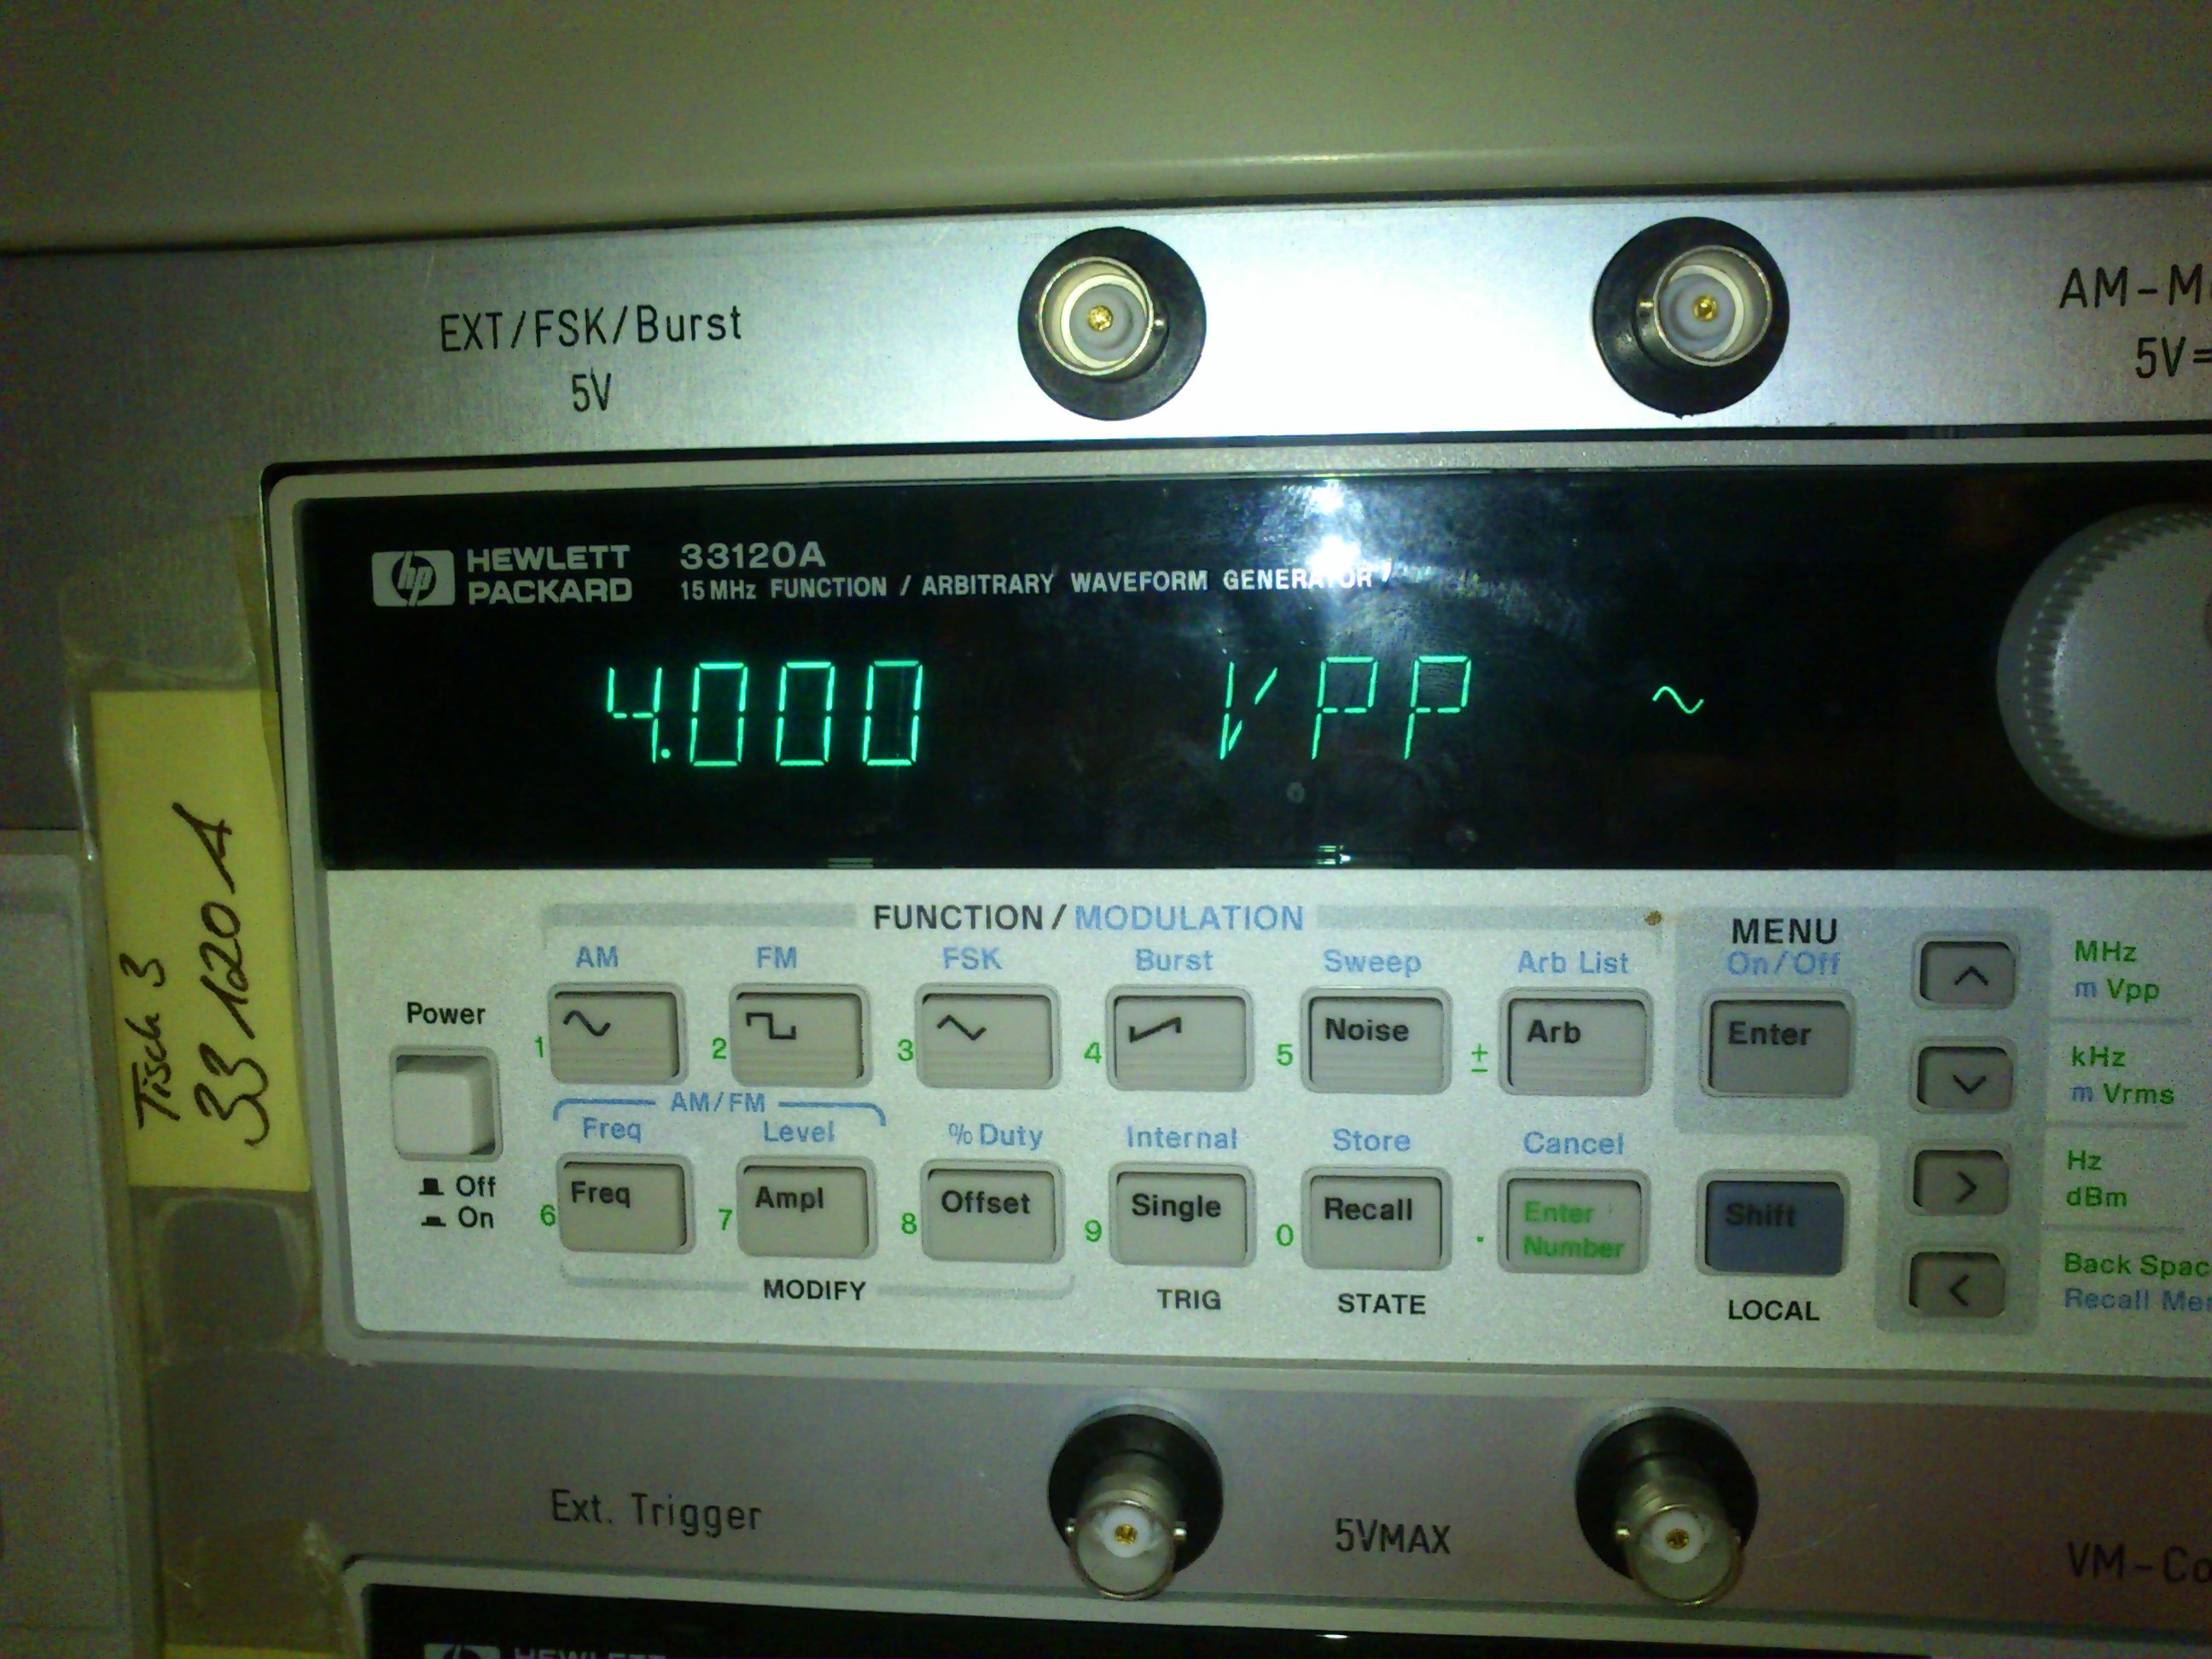 EXT/FSK/Burst
5V
AM-M
5V=
hp HEWLETT PACKARD
33120A
15 MHz FUNCTION / ARBITRARY WAVEFORM GENERATOR
4.000 VPP ~
Tisch 3
33120A
FUNCTION / MODULATION
MENU
AM FM FSK Burst Sweep Arb List On/Off
MHz
m Vpp
Power
1 2 3 4 5 Noise ± Arb Enter
kHz
m Vrms
AM/FM
Freq Level % Duty Internal Store Cancel
Hz
dBm
Off
On
6 Freq 7 Ampl 8 Offset 9 Single 0 Recall . Enter Number Shift
Back Spac
Recall Me
MODIFY TRIG STATE LOCAL
Ext. Trigger
5VMAX
VM-Co
HEWLETT